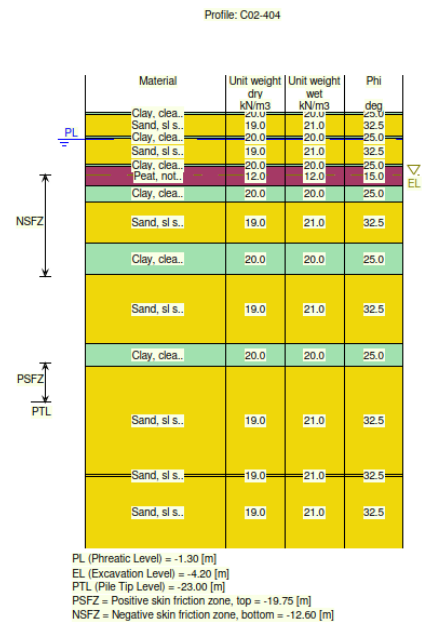 Profile: C02-404
Material Unit weight Unit weight Phi
dry wet
kN/m3 kN/m3 deg
Clay, clea.. 20.0 20.0 25.0
Sand, sl s.. 19.0 21.0 32.5
PL Clay, clea.. 20.0 20.0 25.0
Sand, sl s.. 19.0 21.0 32.5
Clay, clea.. 20.0 20.0 25.0
Peat, not.. 12.0 12.0 15.0
EL
Clay, clea.. 20.0 20.0 25.0
NSFZ Sand, sl s.. 19.0 21.0 32.5
Clay, clea.. 20.0 20.0 25.0
Sand, sl s.. 19.0 21.0 32.5
Clay, clea.. 20.0 20.0 25.0
PSFZ
PTL
Sand, sl s.. 19.0 21.0 32.5
Sand, sl s.. 19.0 21.0 32.5
Sand, sl s.. 19.0 21.0 32.5
PL (Phreatic Level) = -1.30 [m]
EL (Excavation Level) = -4.20 [m]
PTL (Pile Tip Level) = -23.00 [m]
PSFZ = Positive skin friction zone, top = -19.75 [m]
NSFZ = Negative skin friction zone, bottom = -12.60 [m]